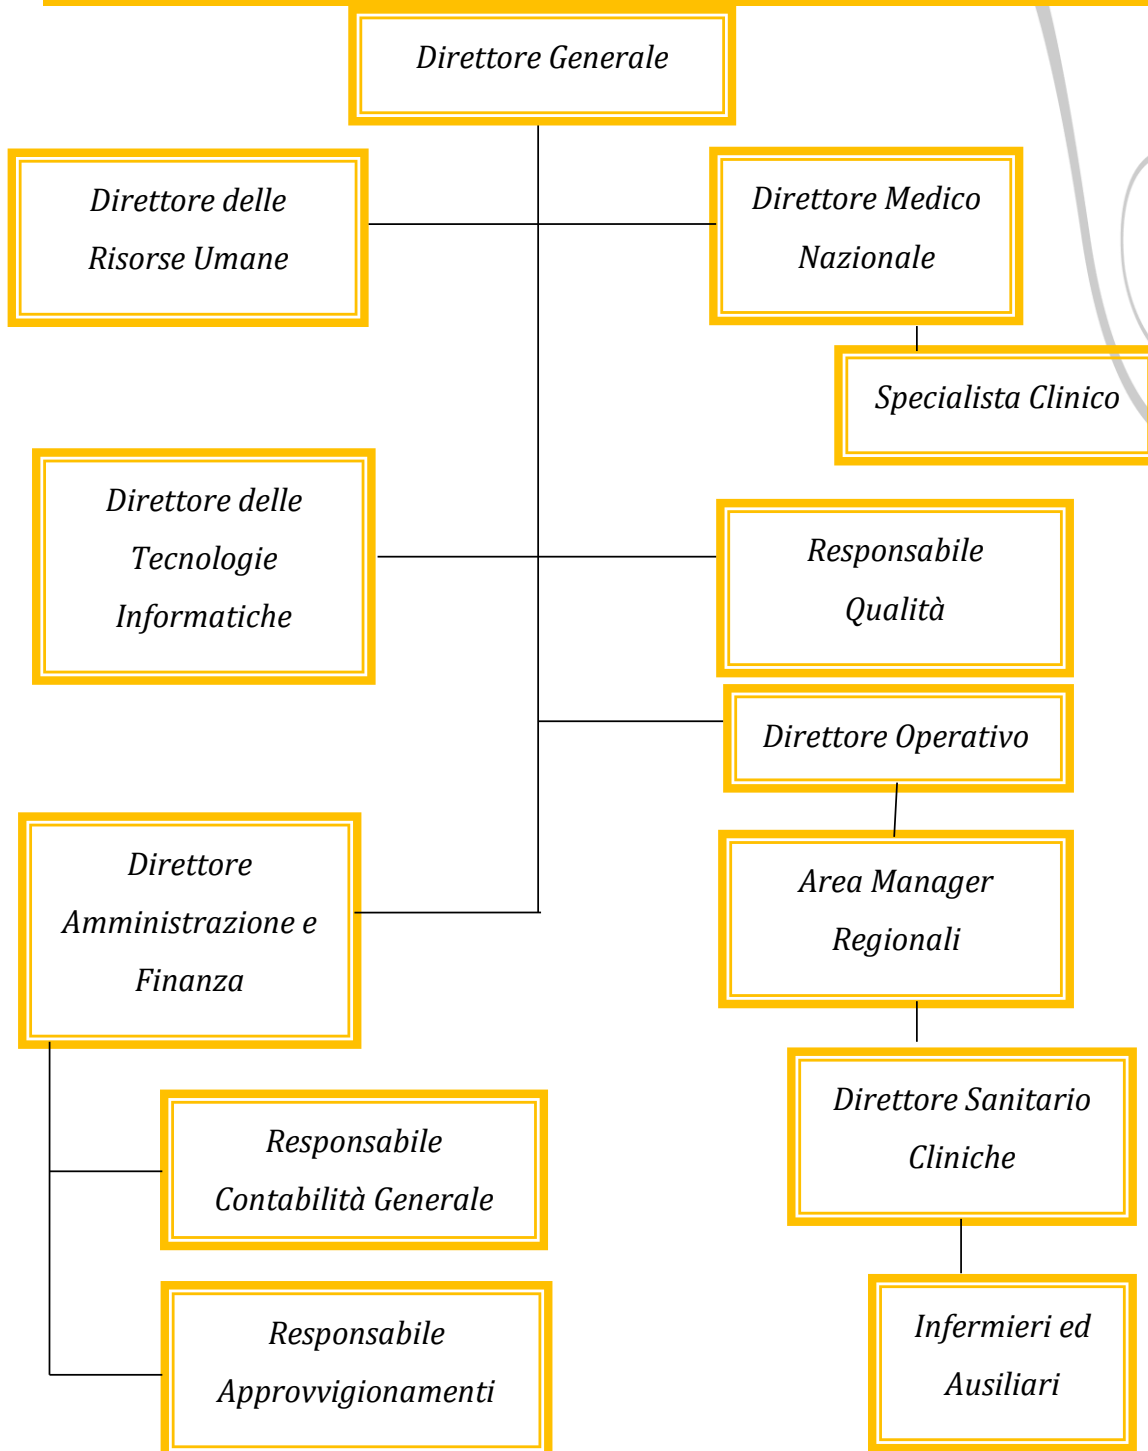 Direttore Generale
Direttore delle
Risorse Umane
Direttore Medico
Nazionale
Specialista Clinico
Direttore delle
Tecnologie
Informatiche
Responsabile
Qualità
Direttore Operativo
Direttore
Amministrazione e
Finanza
Area Manager
Regionali
Direttore Sanitario
Cliniche
Responsabile
Contabilità Generale
Responsabile
Approvvigionamenti
Infermieri ed
Ausiliari